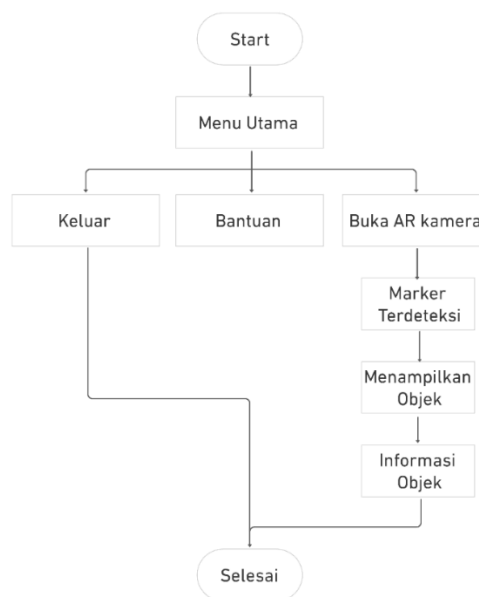 Start
Menu Utama
Keluar
Bantuan
Buka AR kamera
Marker
Terdeteksi
Menampilkan
Objek
Informasi
Objek
Selesai